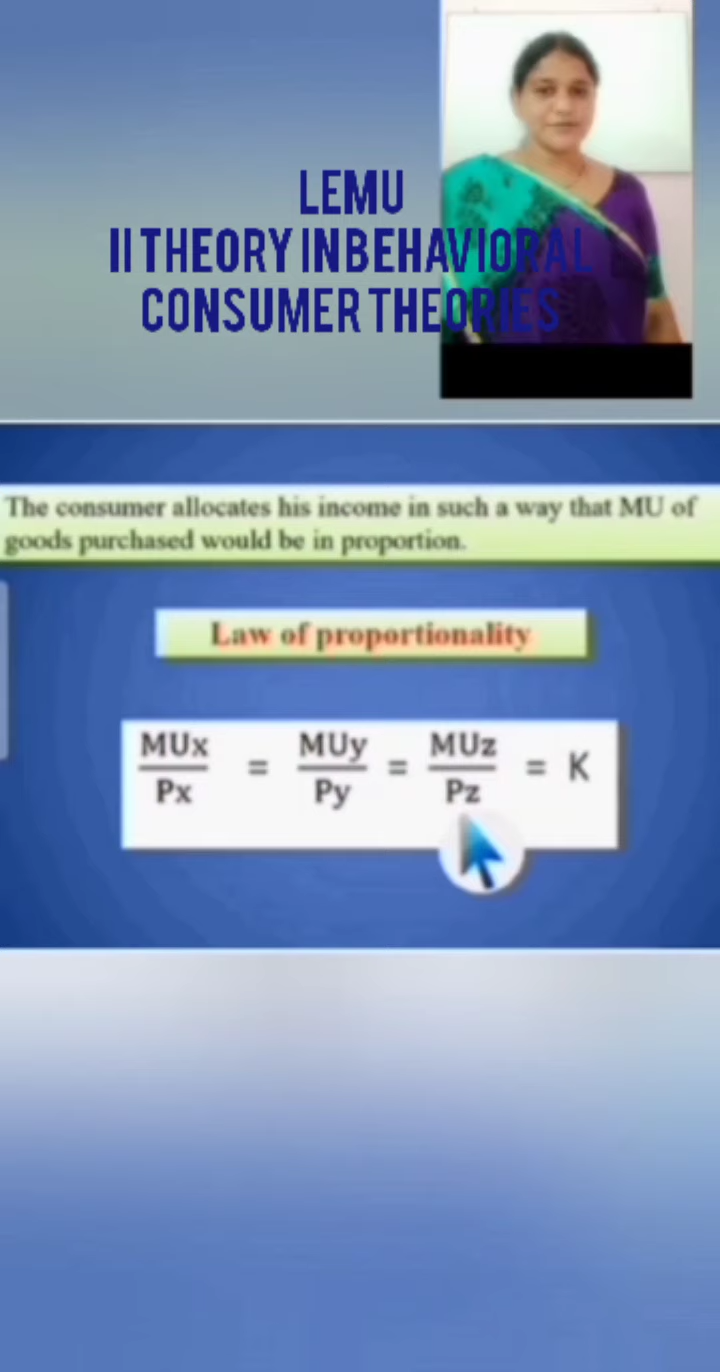 LEMU
II THEORY IN BEHAVIORAL
CONSUMER THEORIES
The consumer allocates his income in such a way that MU of
goods purchased would be in proportion.
Law of proportionality
MUx = MUy = MUz = K
Px Py Pz